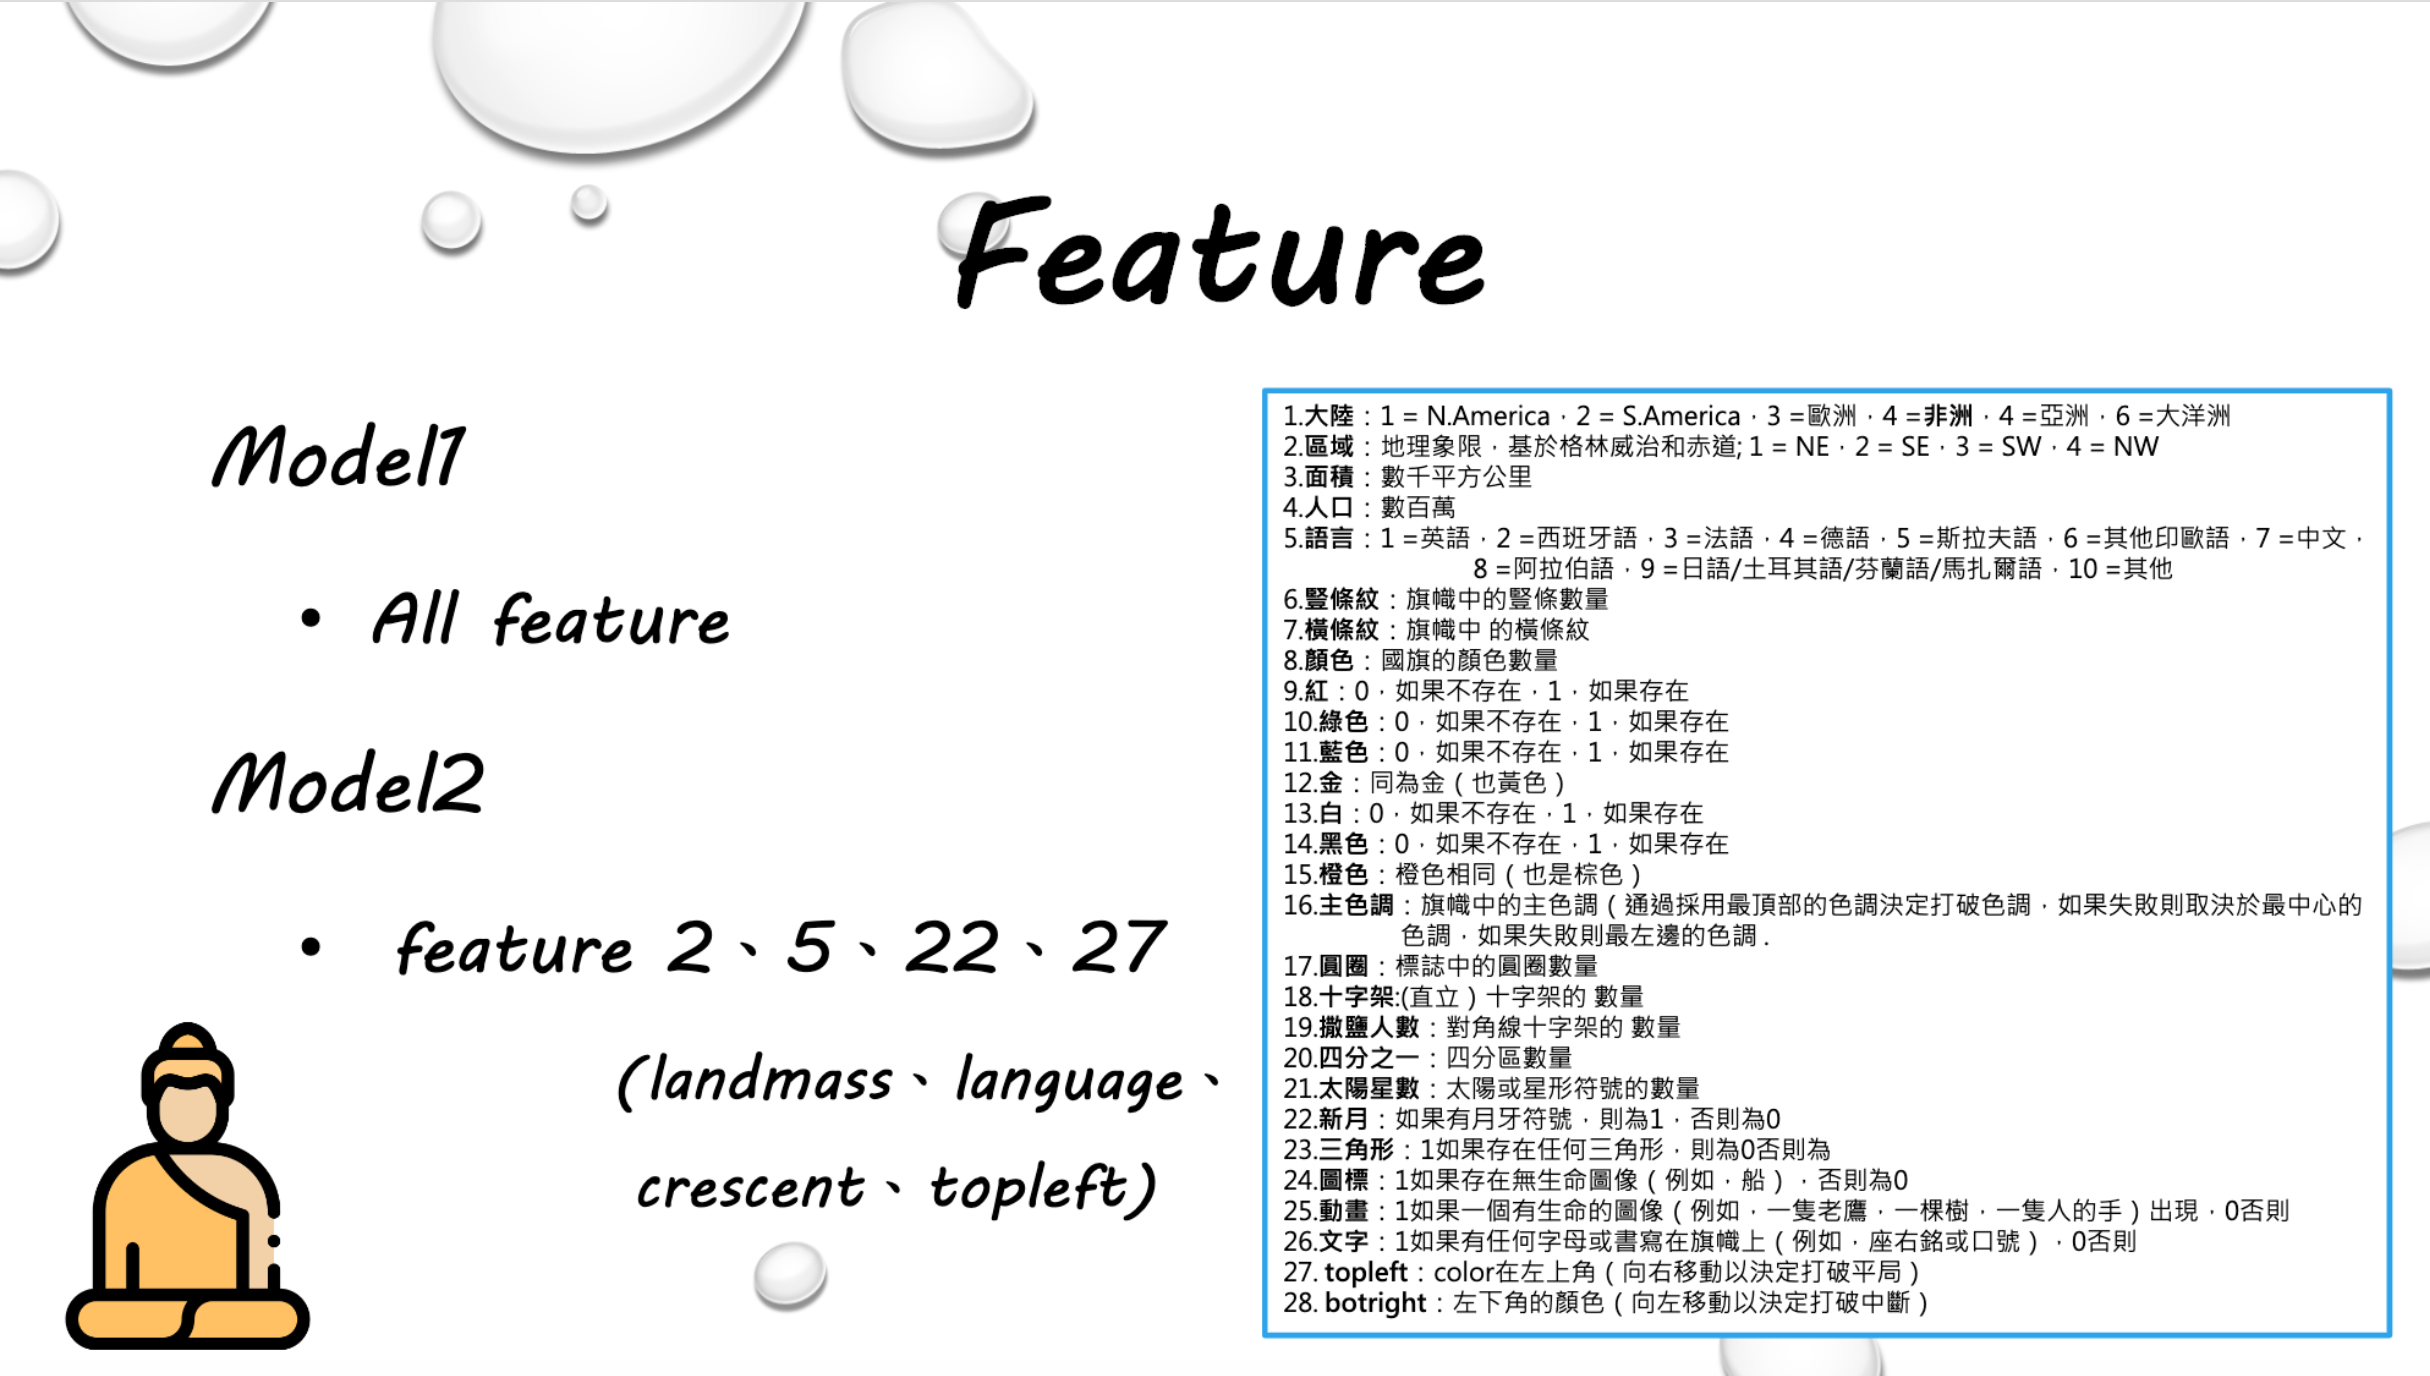 Feature
Model1
• All feature
Model2
• feature 2、5、22、27
(landmass、language、
crescent、topleft)
1.大陸：1 = N.America，2 = S.America，3 =歐洲，4 =非洲，4 =亞洲，6 =大洋洲
2.區域：地理象限，基於格林威治和赤道; 1 = NE，2 = SE，3 = SW，4 = NW
3.面積：數千平方公里
4.人口：數百萬
5.語言：1 =英語，2 =西班牙語，3 =法語，4 =德語，5 =斯拉夫語，6 =其他印歐語，7 =中文，
8 =阿拉伯語，9 =日語/土耳其語/芬蘭語/馬扎爾語，10 =其他
6.豎條紋：旗幟中的豎條數量
7.橫條紋：旗幟中 的橫條紋
8.顏色：國旗的顏色數量
9.紅：0，如果不存在，1，如果存在
10.綠色：0，如果不存在，1，如果存在
11.藍色：0，如果不存在，1，如果存在
12.金：同為金（也黃色）
13.白：0，如果不存在，1，如果存在
14.黑色：0，如果不存在，1，如果存在
15.橙色：橙色相同（也是棕色）
16.主色調：旗幟中的主色調（通過採用最頂部的色調決定打破色調，如果失敗則取決於最中心的
色調，如果失敗則最左邊的色調.
17.圓圈：標誌中的圓圈數量
18.十字架:(直立）十字架的 數量
19.撒鹽人數：對角線十字架的 數量
20.四分之一：四分區數量
21.太陽星數：太陽或星形符號的數量
22.新月：如果有月牙符號，則為1，否則為0
23.三角形：1如果存在任何三角形，則為0否則為
24.圖標：1如果存在無生命圖像（例如，船），否則為0
25.動畫：1如果一個有生命的圖像（例如，一隻老鷹，一棵樹，一隻人的手）出現，0否則
26.文字：1如果有任何字母或書寫在旗幟上（例如，座右銘或口號），0否則
27. topleft：color在左上角（向右移動以決定打破平局）
28. botright：左下角的顏色（向左移動以決定打破中斷）